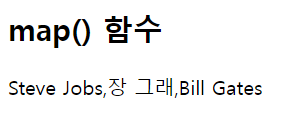 map() 함수
Steve Jobs,장 그래,Bill Gates